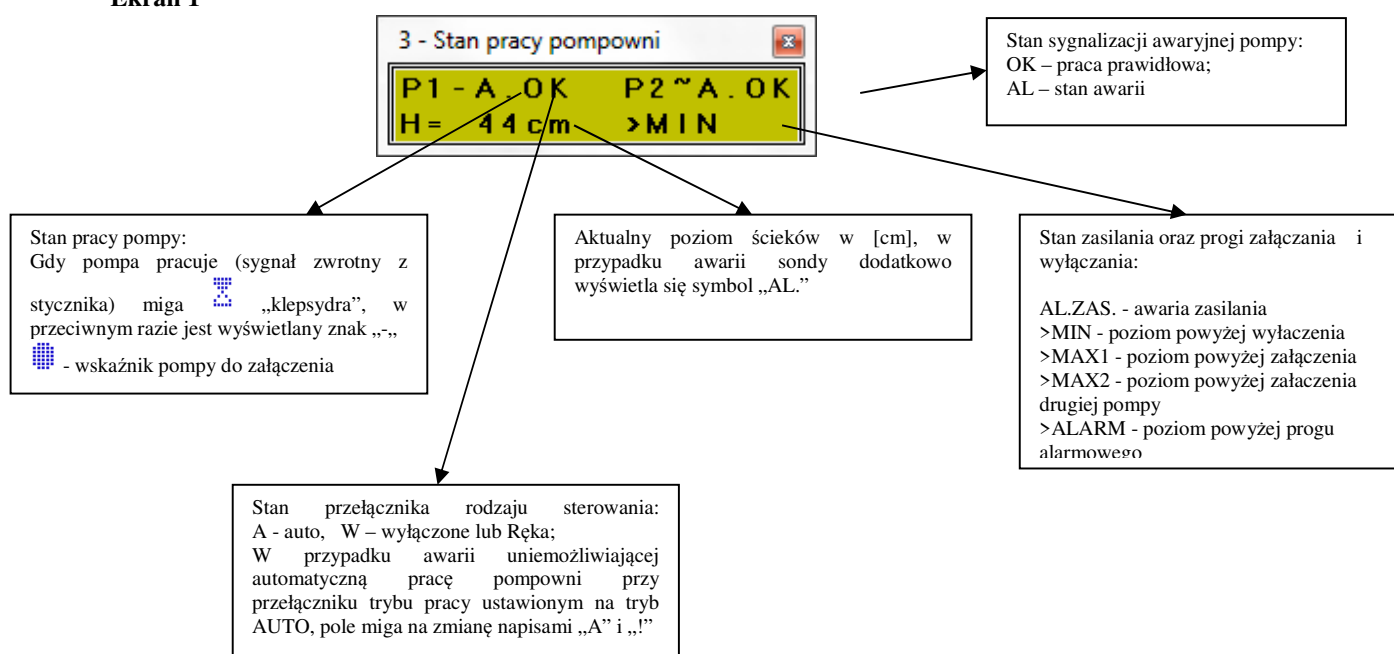 Ekran 1
3 - Stan pracy pompowni
P1-A.OK P2~A.OK
H= 44cm >MIN
Stan sygnalizacji awaryjnej pompy:
OK – praca prawidłowa;
AL – stan awarii
Stan pracy pompy:
Gdy pompa pracuje (sygnał zwrotny z
stycznika) miga „klepsydra”, w
przeciwnym razie jest wyświetlany znak „-„
- wskaźnik pompy do załączenia
Aktualny poziom ścieków w [cm], w
przypadku awarii sondy dodatkowo
wyświetla się symbol „AL.”
Stan zasilania oraz progi załączania i
wyłączania:
AL.ZAS. - awaria zasilania
>MIN - poziom powyżej wyłaczenia
>MAX1 - poziom powyżej załączenia
>MAX2 - poziom powyżej załaczenia
drugiej pompy
>ALARM - poziom powyżej progu
alarmowego
Stan przełącznika rodzaju sterowania:
A - auto, W – wyłączone lub Ręka;
W przypadku awarii uniemożliwiającej
automatyczną pracę pompowni przy
przełączniku trybu pracy ustawionym na tryb
AUTO, pole miga na zmianę napisami „A” i „!”